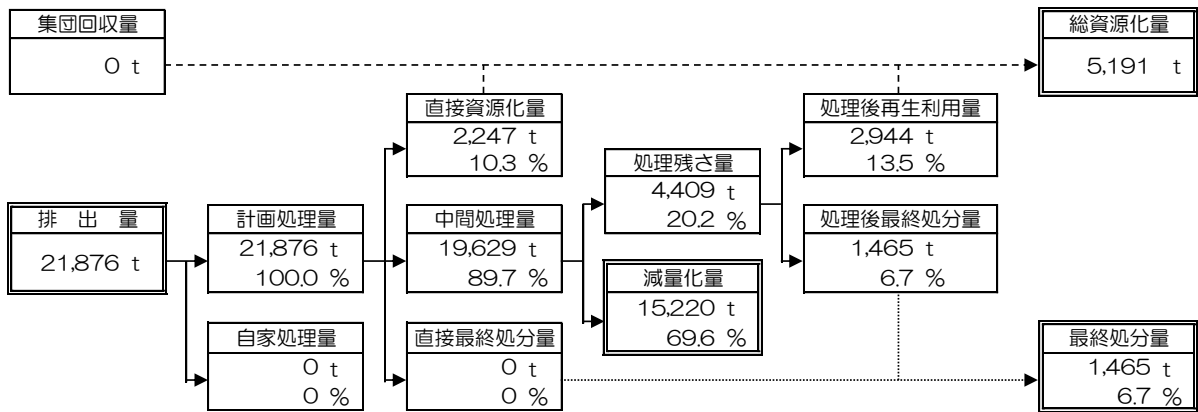 集団回収量
0 t
総資源化量
5,191 t
直接資源化量
2,247 t
10.3 %
処理後再生利用量
2,944 t
13.5 %
処理残さ量
4,409 t
20.2 %
排 出 量
21,876 t
計画処理量
21,876 t
100.0 %
中間処理量
19,629 t
89.7 %
処理後最終処分量
1,465 t
6.7 %
減量化量
15,220 t
69.6 %
自家処理量
0 t
0 %
直接最終処分量
0 t
0 %
最終処分量
1,465 t
6.7 %